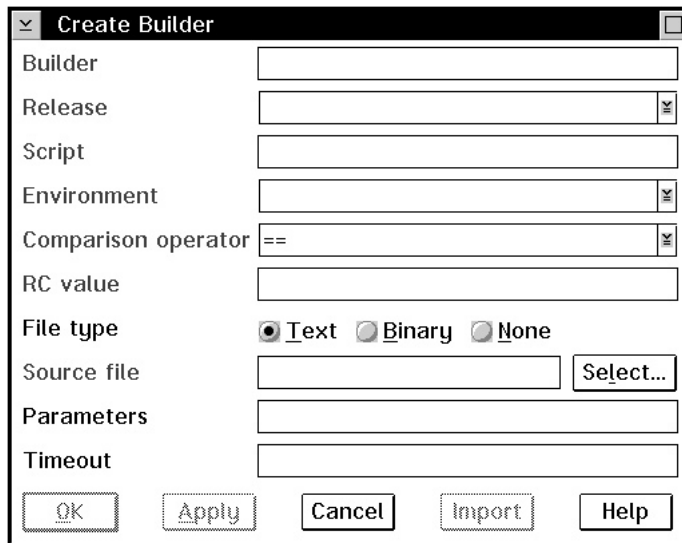 Create Builder
Builder
Release
Script
Environment
Comparison operator ==
RC value
File type Text Binary None
Source file Select...
Parameters
Timeout
OK Apply Cancel Import Help